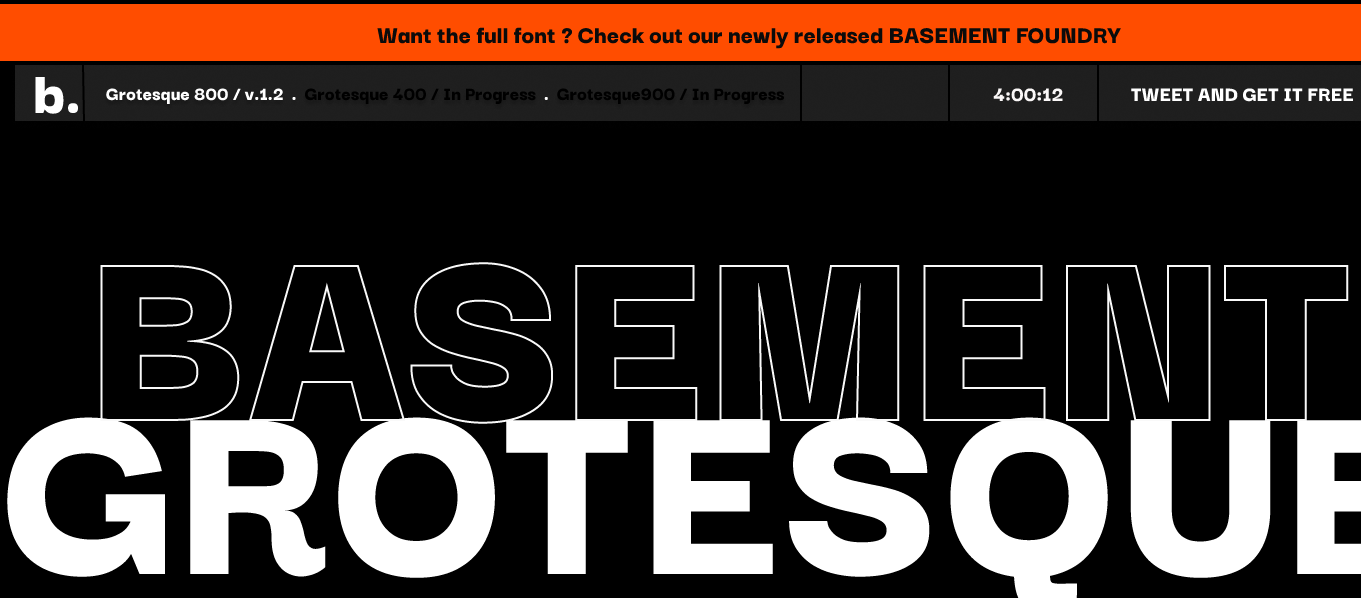 Want the full font ? Check out our newly released BASEMENT FOUNDRY
b. Grotesque 800 / v.1.2 . Grotesque 400 / In Progress . Grotesque900 / In Progress 4:00:12 TWEET AND GET IT FREE
BASEMENT
GROTESQUE